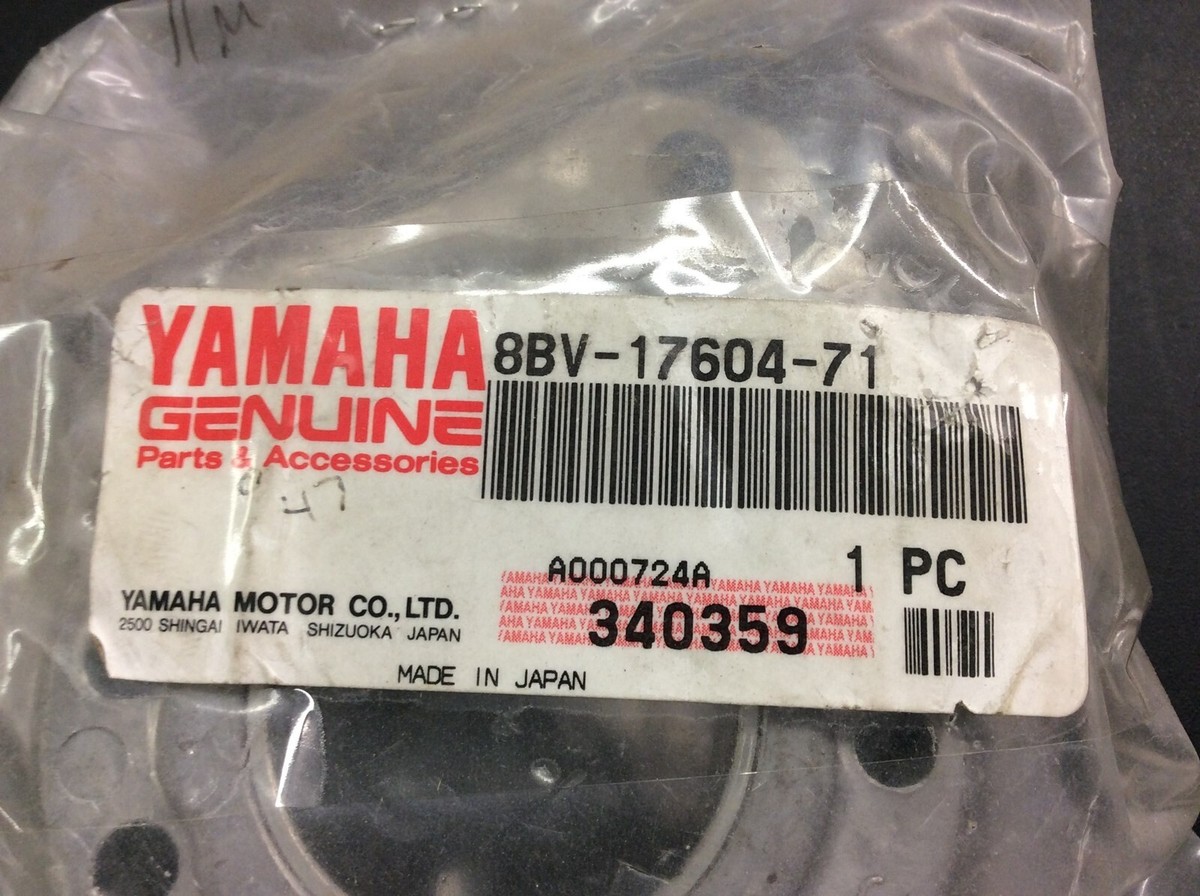 YAMAHA
GENUINE
Parts & Accessories
8BV-17604-71
47
A000724A
1 PC
340359
YAMAHA MOTOR CO., LTD.
2500 SHINGAI IWATA SHIZUOKA JAPAN
MADE IN JAPAN